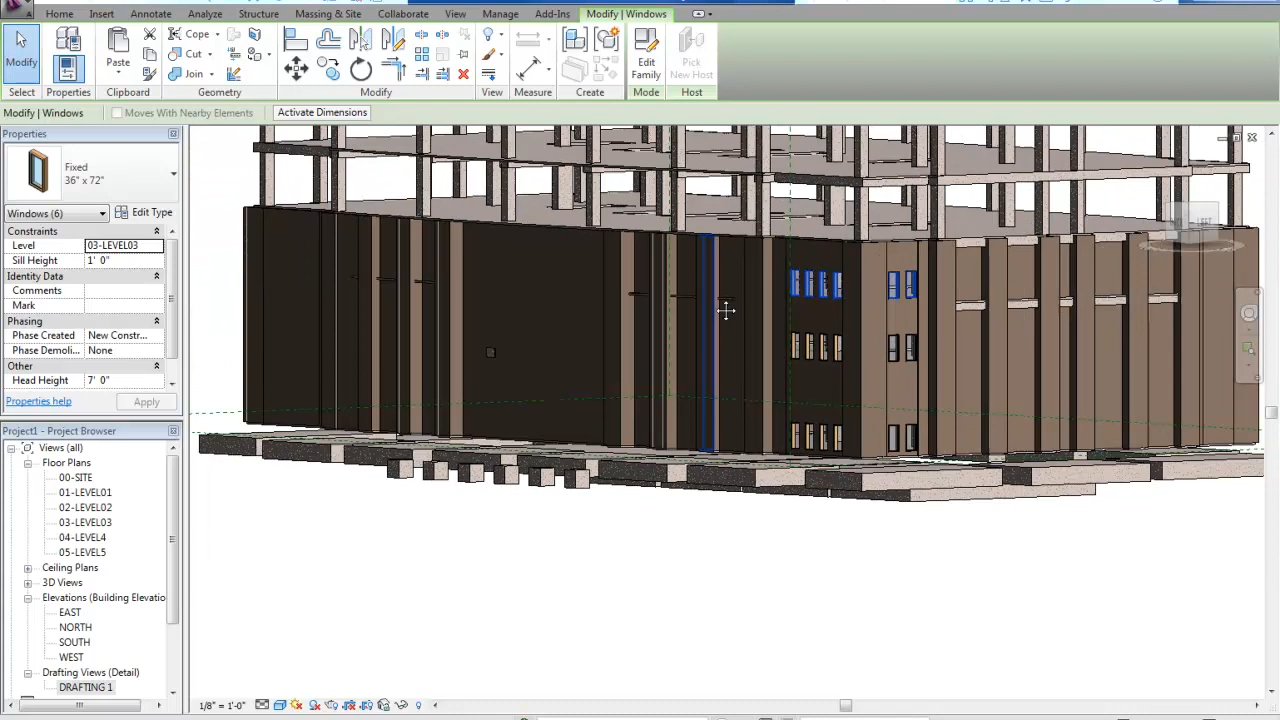 Home Insert Annotate Analyze Structure Massing & Site Collaborate View Manage Add-Ins Modify | Windows
Modify
Paste
Cope
Cut
Join
Edit Family
Pick New Host
Select Properties Clipboard Geometry Modify View Measure Create Mode Host
Modify | Windows Moves With Nearby Elements Activate Dimensions
Properties
Fixed
36" x 72"
Windows (6) Edit Type
Constraints
Level 03-LEVEL03
Sill Height 1' 0"
Identity Data
Comments
Mark
Phasing
Phase Created New Constr...
Phase Demoli... None
Other
Head Height 7' 0"
Properties help Apply
Project1 - Project Browser
Views (all)
Floor Plans
00-SITE
01-LEVEL01
02-LEVEL02
03-LEVEL03
04-LEVEL4
05-LEVEL5
Ceiling Plans
3D Views
Elevations (Building Elevatio
EAST
NORTH
SOUTH
WEST
Drafting Views (Detail)
DRAFTING 1
1/8" = 1'-0"
LEFT